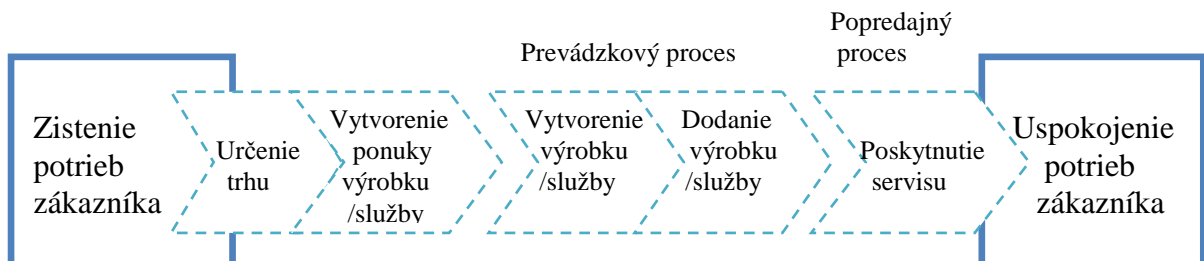 Prevádzkový proces
Popredajný
proces
Zistenie
potrieb
zákazníka
Určenie
trhu
Vytvorenie
ponuky
výrobku
/služby
Vytvorenie
výrobku
/služby
Dodanie
výrobku
/služby
Poskytnutie
servisu
Uspokojenie
potrieb
zákazníka